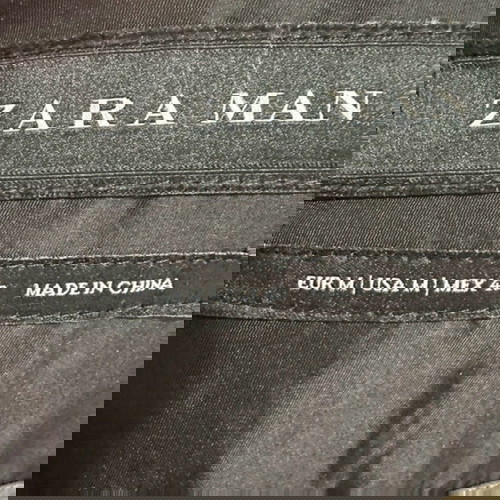 ZARA MAN
MADE IN CHINA EUR M | USA M | MEX